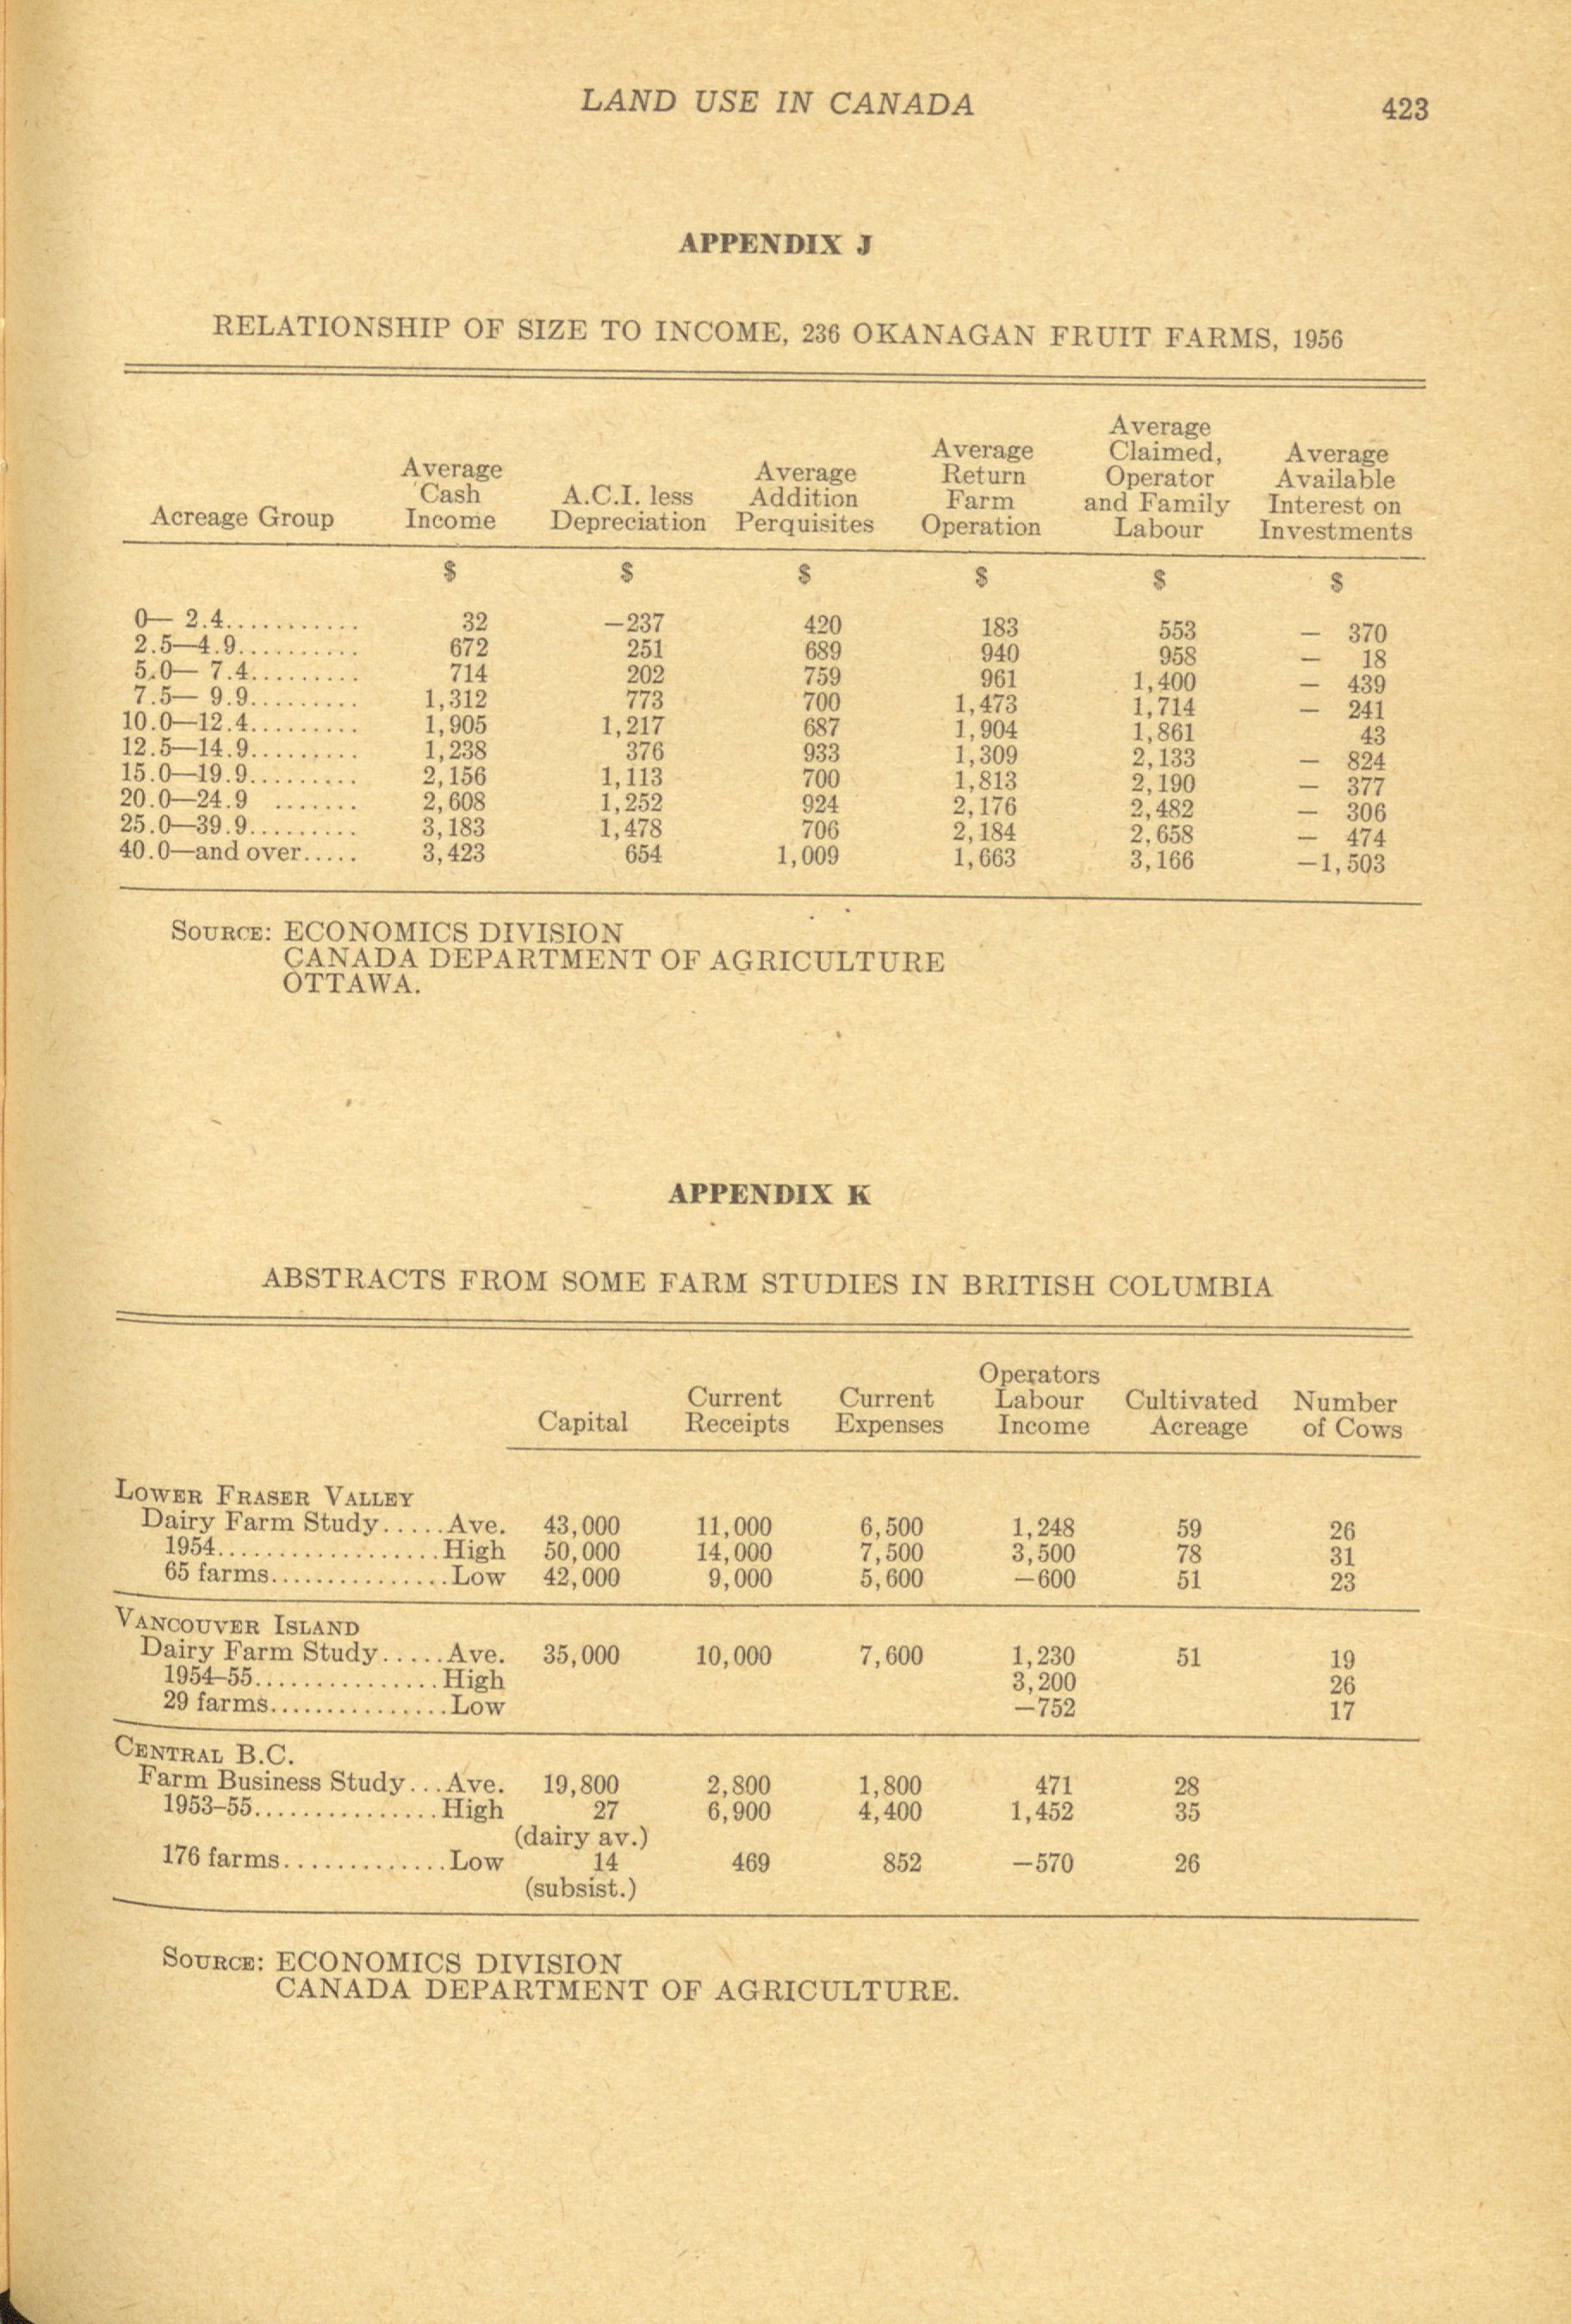 LAND USE IN CANADA 423
APPENDIX J
RELATIONSHIP OF SIZE TO INCOME, 236 OKANAGAN FRUIT FARMS, 1956
Acreage Group Average Cash Income A.C.I. less Depreciation Average Addition Perquisites Average Return Farm Operation Average Claimed, Operator and Family Labour Average Available Interest on Investments
$ $ $ $ $ $
0— 2.4............ 32 —237 420 183 553 — 370
2.5—4.9.......... 672 251 689 940 958 — 18
5.0— 7.4......... 714 202 759 961 1,400 — 439
7.5— 9.9......... 1,312 773 700 1,473 1,714 — 241
10.0—12.4......... 1,905 1,217 687 1,904 1,861 43
12.5—14.9......... 1,238 376 933 1,309 2,133 — 824
15.0—19.9......... 2,156 1,113 700 1,813 2,190 — 377
20.0—24.9 ....... 2,608 1,252 924 2,176 2,482 — 306
25.0—39.9......... 3,183 1,478 706 2,184 2,658 — 474
40.0—and over..... 3,423 654 1,009 1,663 3,166 —1,503
SOURCE: ECONOMICS DIVISION
CANADA DEPARTMENT OF AGRICULTURE
OTTAWA.
APPENDIX K
ABSTRACTS FROM SOME FARM STUDIES IN BRITISH COLUMBIA
Capital Current Receipts Current Expenses Operators Labour Income Cultivated Acreage Number of Cows
LOWER FRASER VALLEY
Dairy Farm Study.....Ave. 43,000 11,000 6,500 1,248 59 26
1954...................High 50,000 14,000 7,500 3,500 78 31
65 farms...............Low 42,000 9,000 5,600 —600 51 23
VANCOUVER ISLAND
Dairy Farm Study.....Ave. 35,000 10,000 7,600 1,230 51 19
1954–55................High 3,200 26
29 farms...............Low —752 17
CENTRAL B.C.
Farm Business Study...Ave. 19,800 2,800 1,800 471 28
1953–55................High 27 6,900 4,400 1,452 35
(dairy av.)
176 farms..............Low 14 469 852 —570 26
(subsist.)
SOURCE: ECONOMICS DIVISION
CANADA DEPARTMENT OF AGRICULTURE.